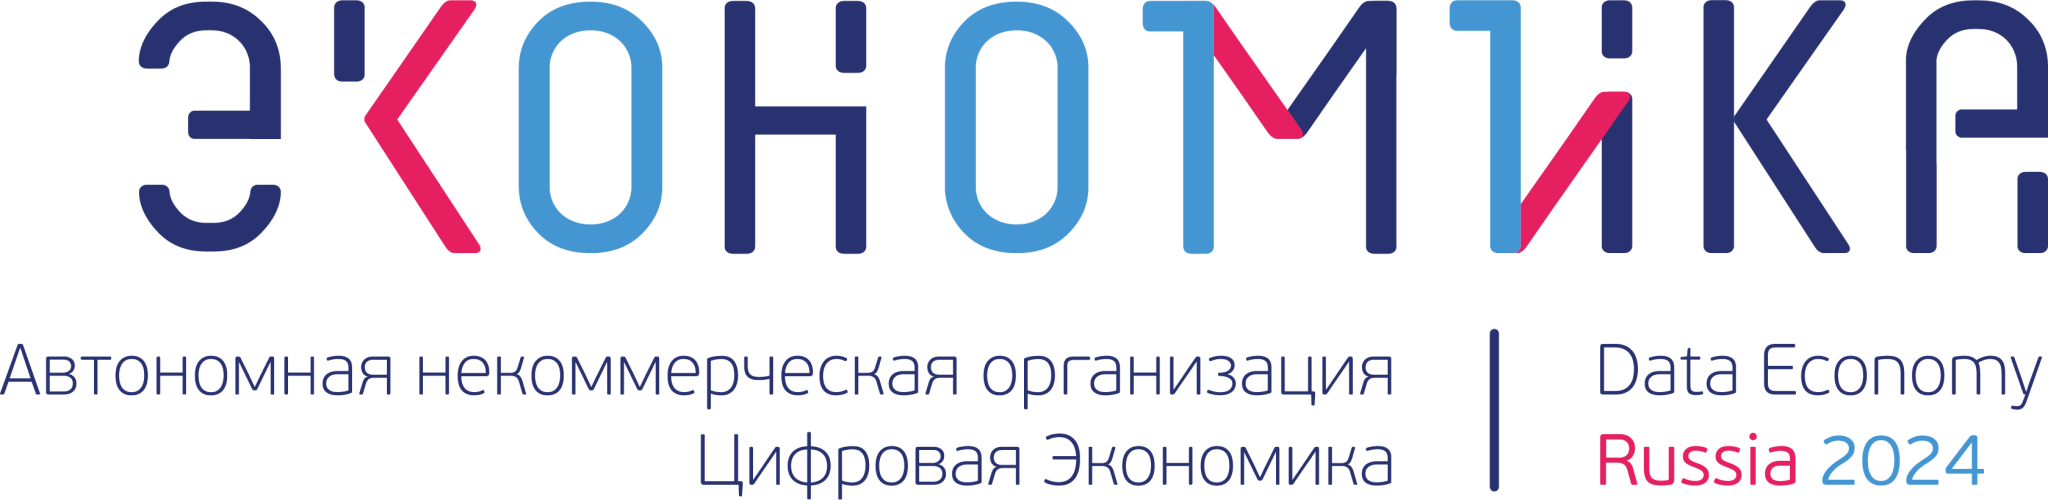 ЭКОНОМИКА
Автономная некоммерческая организация
Цифровая Экономика
Data Economy
Russia 2024